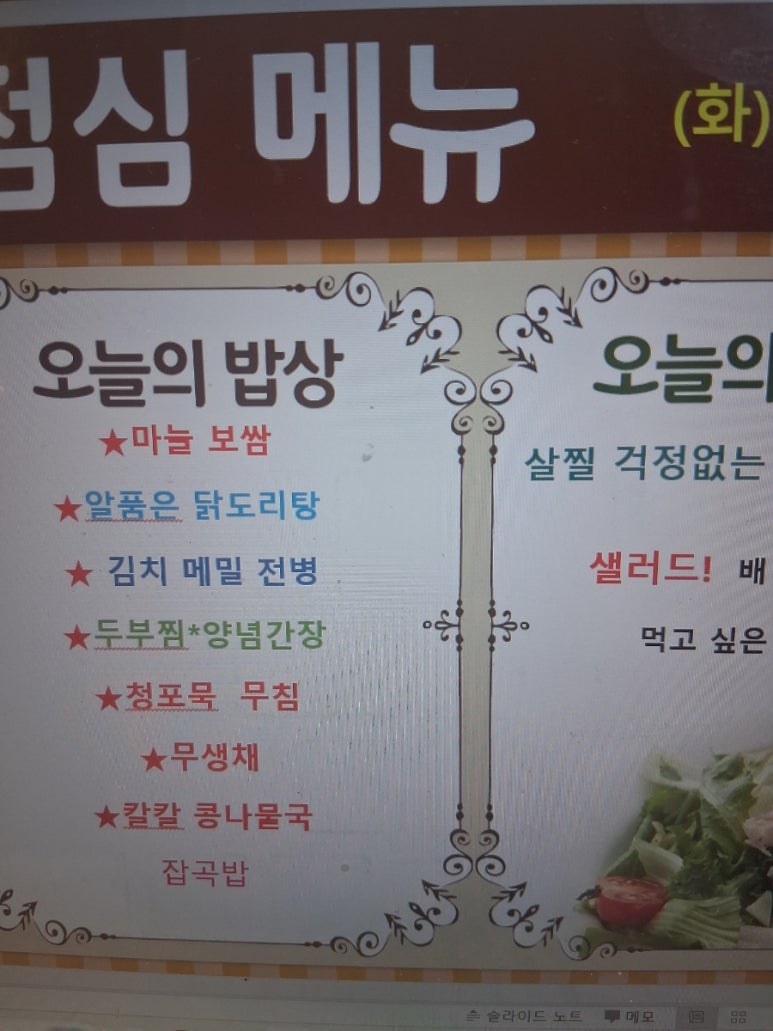 점심 메뉴 (화)
오늘의 밥상
★마늘 보쌈
★알품은 닭도리탕
★ 김치 메밀 전병
★두부찜*양념간장
★청포묵 무침
★무생채
★칼칼 콩나물국
잡곡밥
오늘의
살찔 걱정없는
샐러드! 배
먹고 싶은
슬라이드 노트 메모